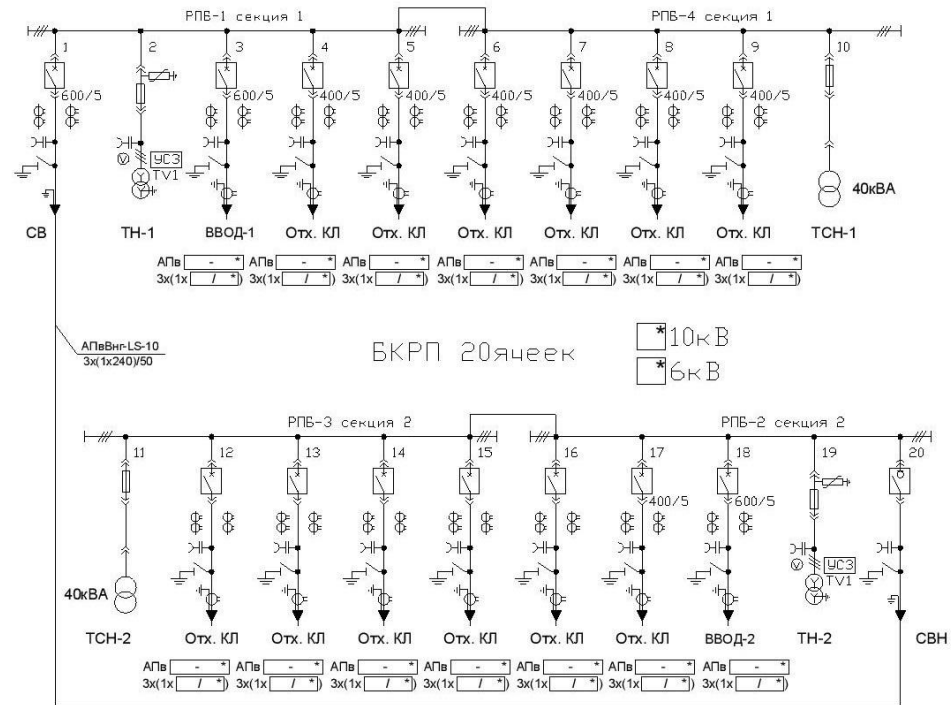 РПБ-1 секция 1 РПБ-4 секция 1
1 2 3 4 5 6 7 8 9 10
600/5 600/5 400/5 400/5 400/5 400/5 400/5 400/5
V УСЗ
TV1
40кВА
СВ ТН-1 ВВОД-1 Отх. КЛ Отх. КЛ Отх. КЛ Отх. КЛ Отх. КЛ Отх. КЛ ТСН-1
АПв - * АПв - * АПв - * АПв - * АПв - * АПв - * АПв - *
3х(1х / *) 3х(1х / *) 3х(1х / *) 3х(1х / *) 3х(1х / *) 3х(1х / *) 3х(1х / *)
АПвВнг-LS-10
3х(1х240)/50
БКРП 20ячеек
* 10кВ
* 6кВ
РПБ-3 секция 2 РПБ-2 секция 2
11 12 13 14 15 16 17 18 19 20
400/5 600/5
V УСЗ
TV1
40кВА
ТСН-2 Отх. КЛ Отх. КЛ Отх. КЛ Отх. КЛ Отх. КЛ Отх. КЛ ВВОД-2 ТН-2 СВН
АПв - * АПв - * АПв - * АПв - * АПв - * АПв - * АПв - *
3х(1х / *) 3х(1х / *) 3х(1х / *) 3х(1х / *) 3х(1х / *) 3х(1х / *) 3х(1х / *)